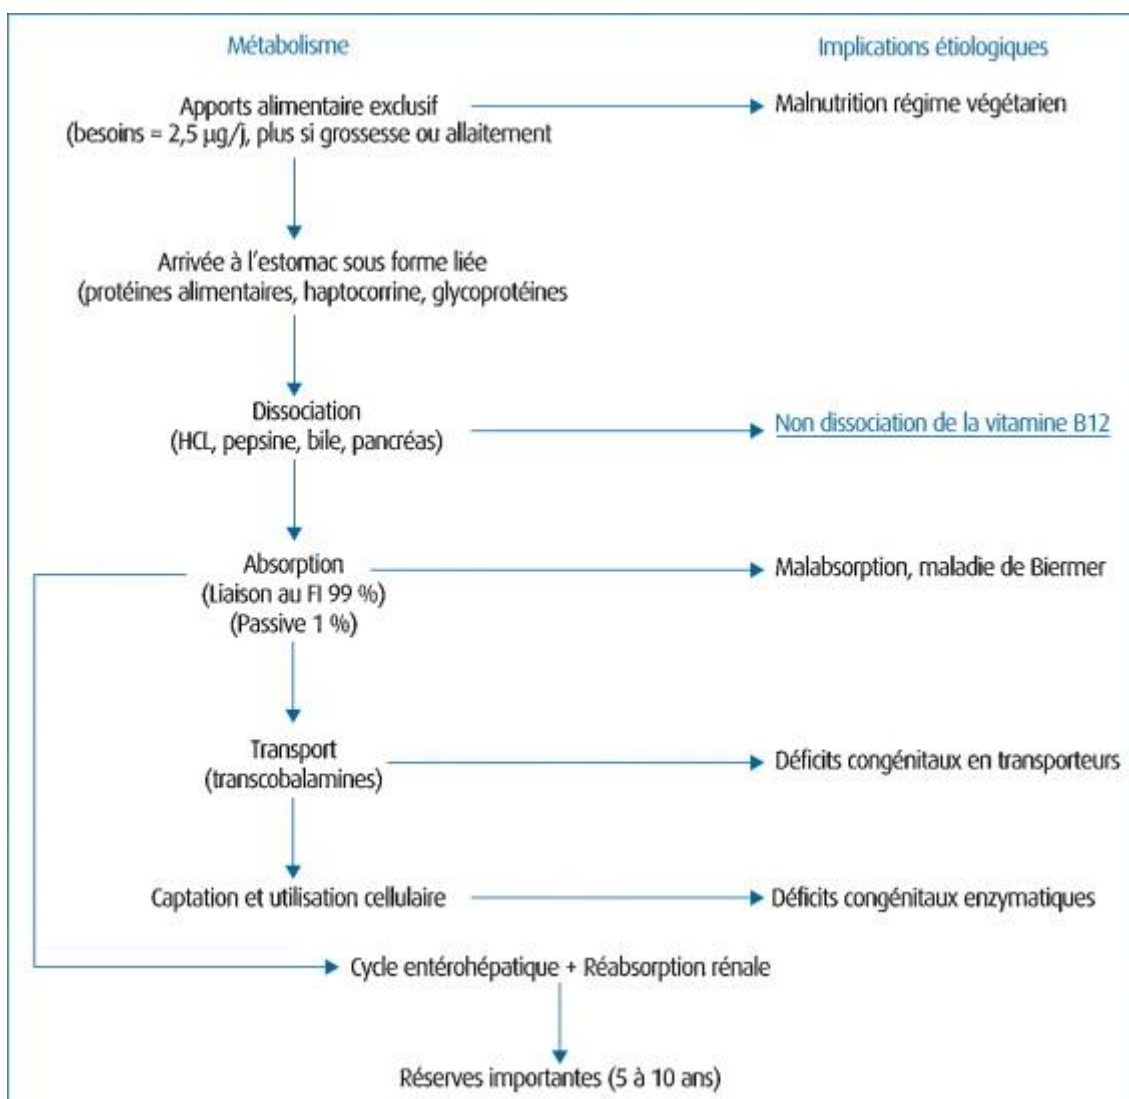 Métabolisme
Implications étiologiques
Apports alimentaire exclusif
(besoins = 2,5 µg/j, plus si grossesse ou allaitement
Malnutrition régime végétarien
Arrivée à l'estomac sous forme liée
(protéines alimentaires, haptocorrine, glycoprotéines
Dissociation
(HCL, pepsine, bile, pancréas)
Non dissociation de la vitamine B12
Absorption
(Liaison au FI 99 %)
(Passive 1 %)
Malabsorption, maladie de Biermer
Transport
(transcobalamines)
Déficits congénitaux en transporteurs
Captation et utilisation cellulaire
Déficits congénitaux enzymatiques
Cycle entérohépatique + Réabsorption rénale
Réserves importantes (5 à 10 ans)